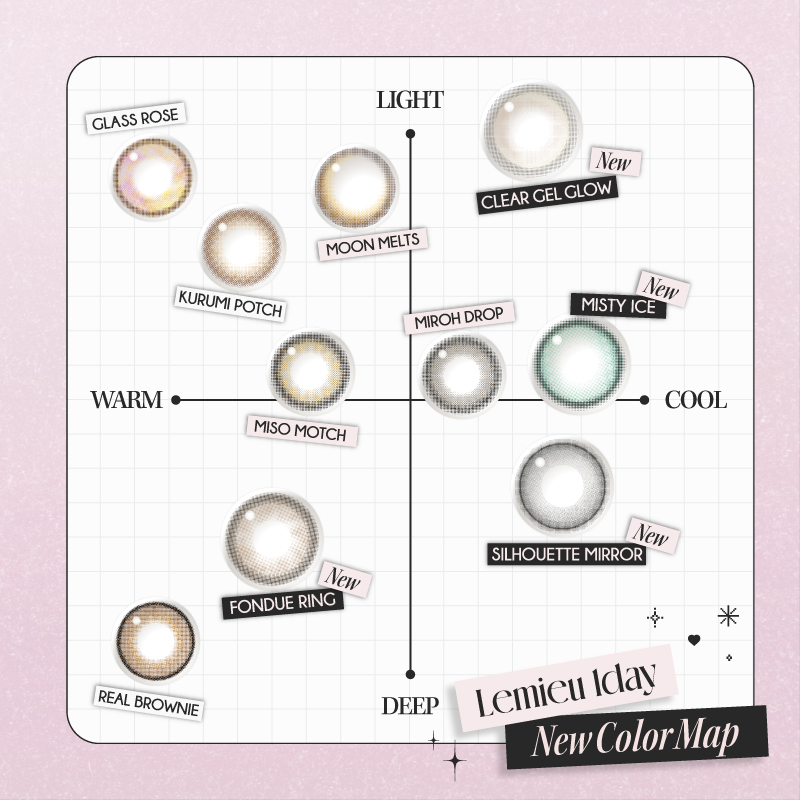 LIGHT
GLASS ROSE
New
CLEAR GEL GLOW
MOON MELTS
KURUMI POTCH
New
MISTY ICE
MIROH DROP
WARM
COOL
MISO MOTCH
New
SILHOUETTE MIRROR
New
FONDUE RING
REAL BROWNIE
DEEP
Lemieu 1day
New Color Map